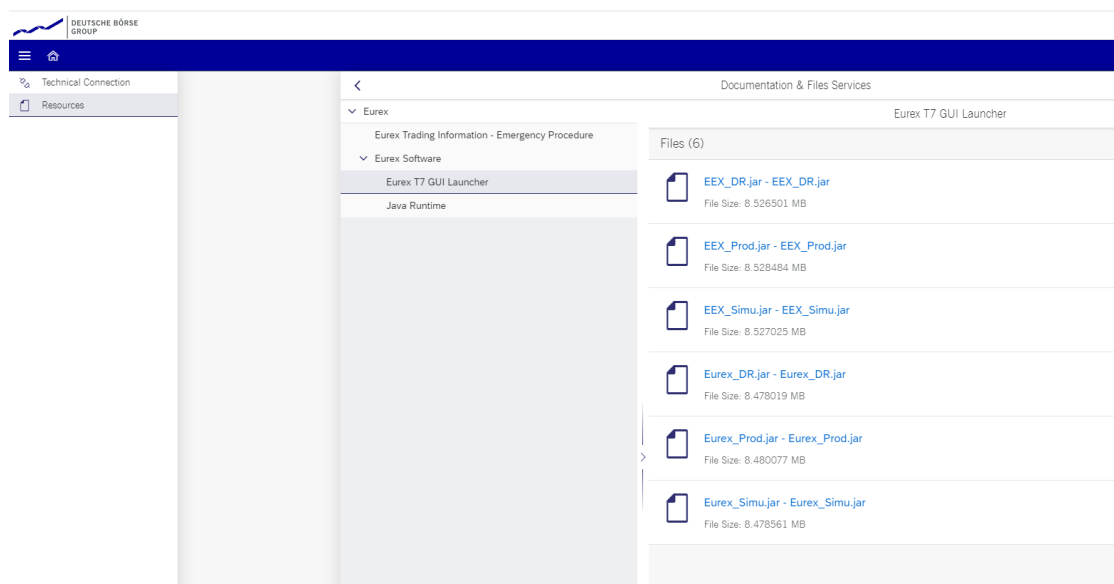 DEUTSCHE BÖRSE
GROUP
Technical Connection
Resources
Documentation & Files Services
Eurex
Eurex Trading Information - Emergency Procedure
Eurex Software
Eurex T7 GUI Launcher
Java Runtime
Eurex T7 GUI Launcher
Files (6)
EEX_DR.jar - EEX_DR.jar
File Size: 8.526501 MB
EEX_Prod.jar - EEX_Prod.jar
File Size: 8.528484 MB
EEX_Simu.jar - EEX_Simu.jar
File Size: 8.527025 MB
Eurex_DR.jar - Eurex_DR.jar
File Size: 8.478019 MB
Eurex_Prod.jar - Eurex_Prod.jar
File Size: 8.480077 MB
Eurex_Simu.jar - Eurex_Simu.jar
File Size: 8.478561 MB